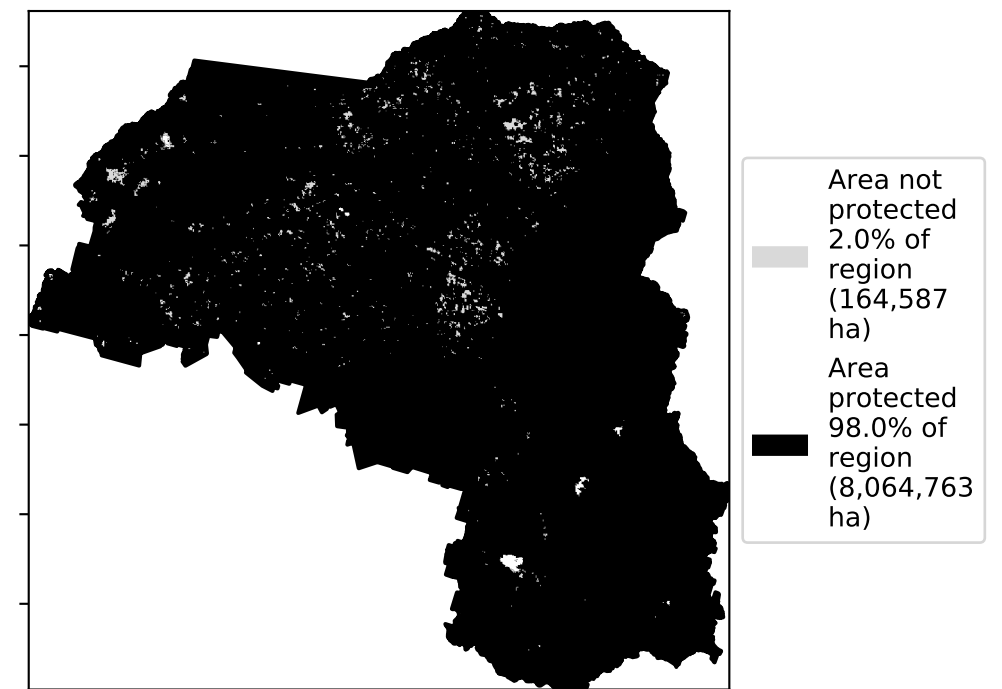 Area not
protected
2.0% of
region
(164,587
ha)
Area
protected
98.0% of
region
(8,064,763
ha)